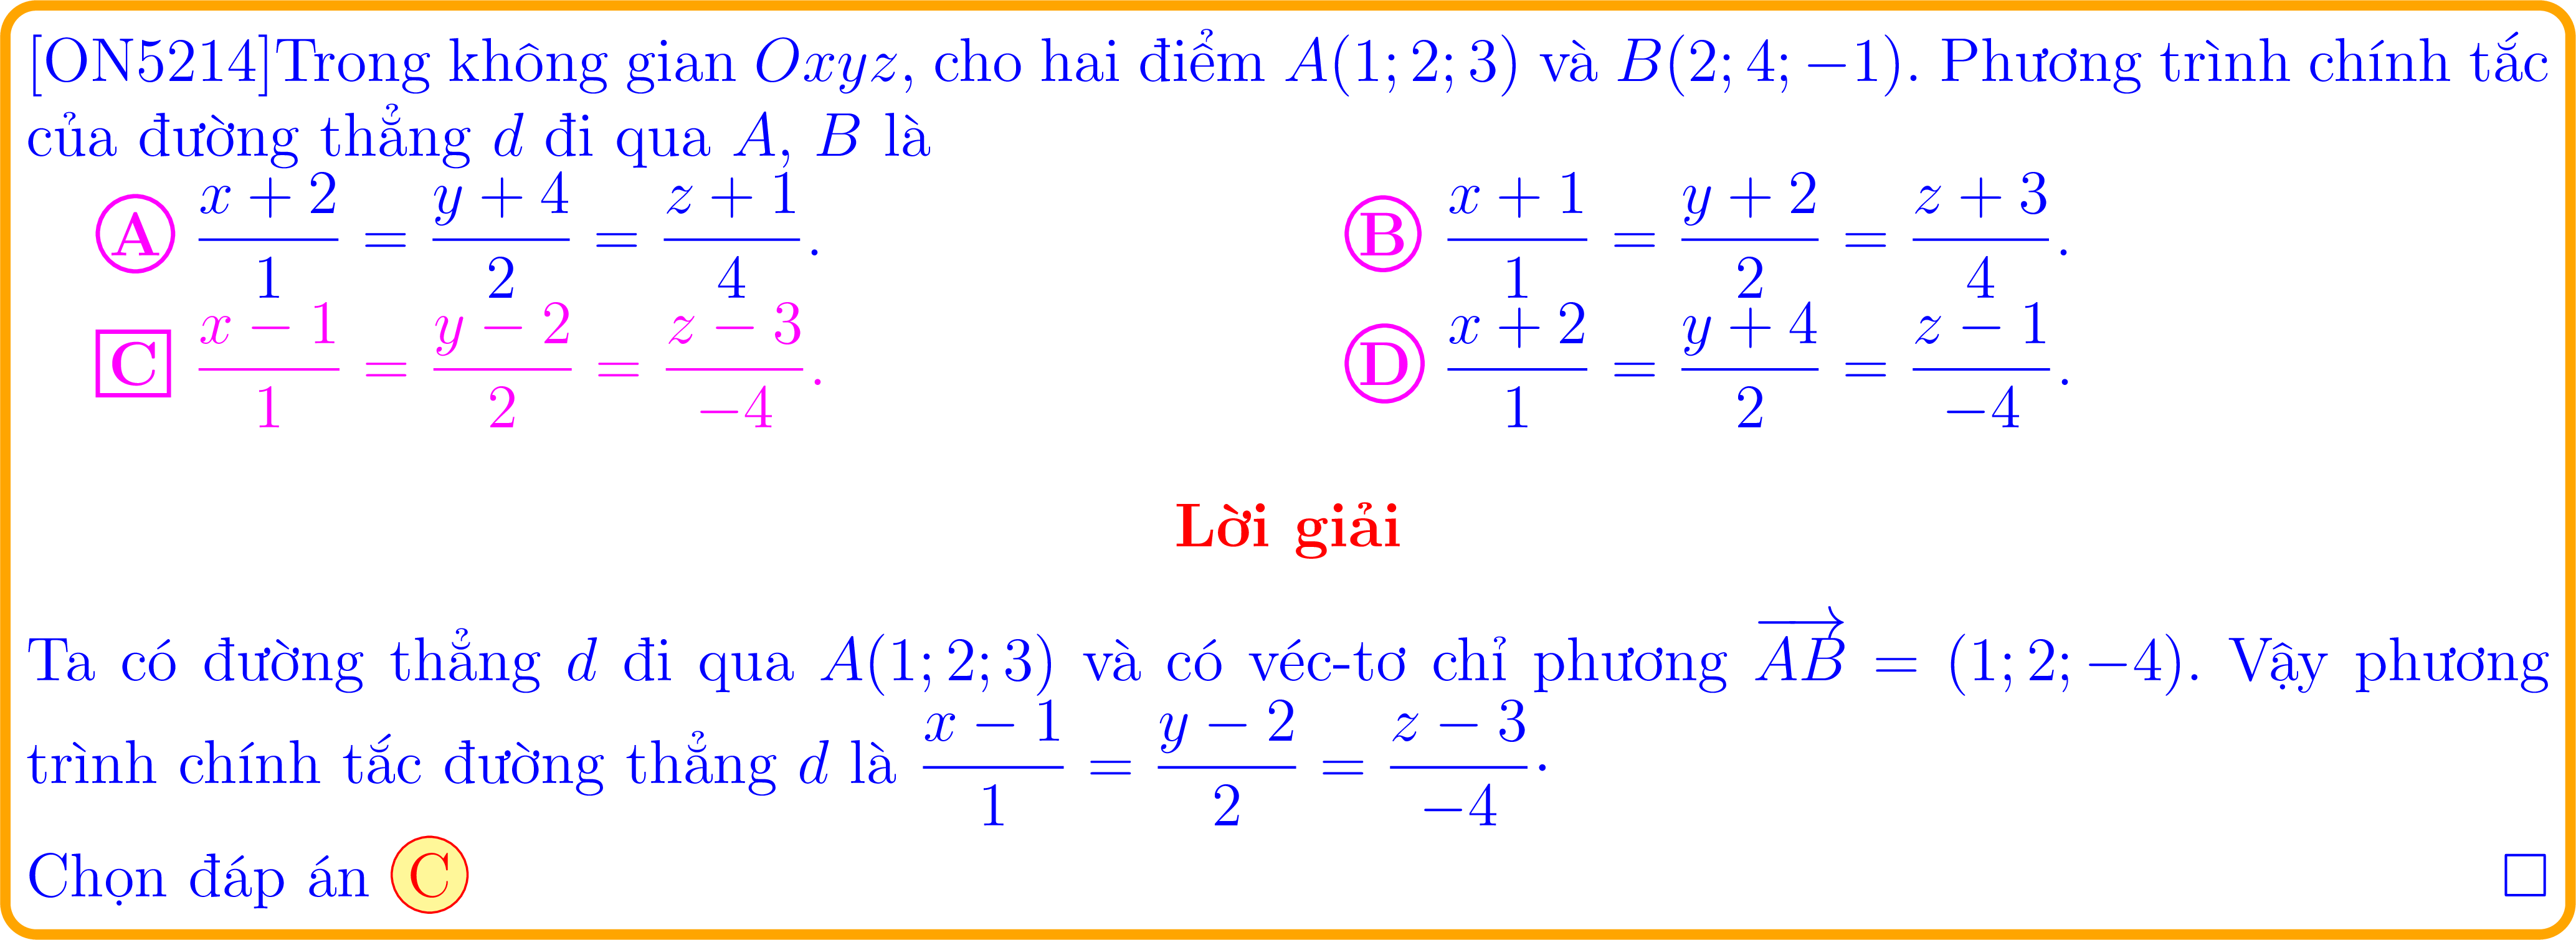 [ON5214]Trong không gian Oxyz, cho hai điểm A(1; 2; 3) và B(2; 4; −1). Phương trình chính tắc
của đường thẳng d đi qua A, B là
A $\frac{x+2}{1} = \frac{y+4}{2} = \frac{z+1}{4}$. B $\frac{x+1}{1} = \frac{y+2}{2} = \frac{z+3}{4}$.
C $\frac{x-1}{1} = \frac{y-2}{2} = \frac{z-3}{-4}$. D $\frac{x+2}{1} = \frac{y+4}{2} = \frac{z-1}{-4}$.
Lời giải
Ta có đường thẳng d đi qua A(1; 2; 3) và có véc-tơ chỉ phương $\overrightarrow{AB}$ = (1; 2; −4). Vậy phương
trình chính tắc đường thẳng d là $\frac{x-1}{1} = \frac{y-2}{2} = \frac{z-3}{-4}$·
Chọn đáp án C □